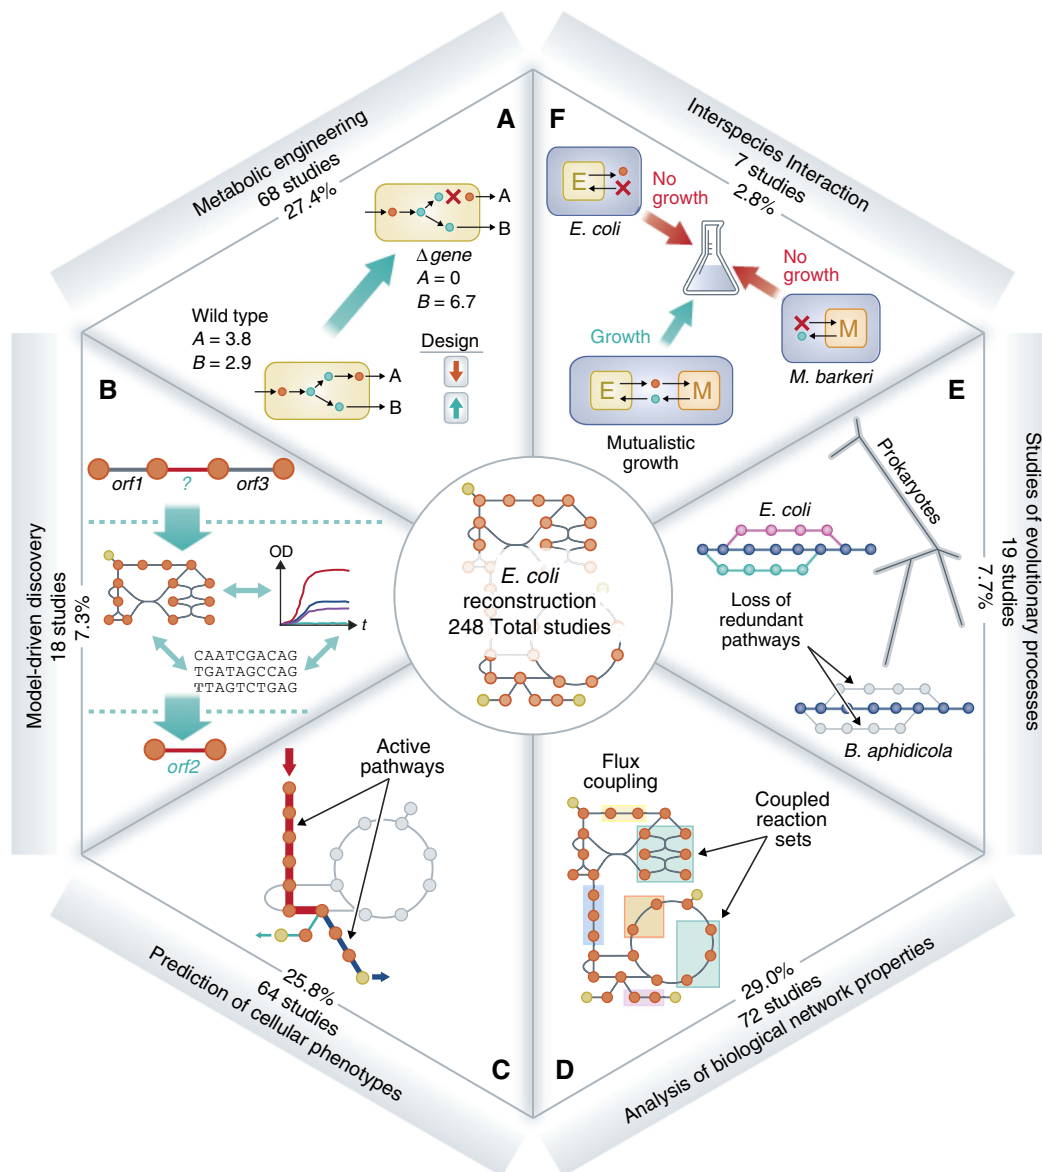 A
Metabolic engineering
68 studies
27.4%
A
B
Δ gene
A = 0
B = 6.7
Wild type
A = 3.8
B = 2.9
Design
A
B
F
Interspecies Interaction
7 studies
2.8%
E
No
growth
E. coli
No
growth
M
M. barkeri
Growth
E
M
Mutualistic
growth
B
Model-driven discovery
18 studies
7.3%
orf1
?
orf3
OD
t
CAATCGACAG
TGATAGCCAG
TTAGTCTGAG
orf2
E. coli
reconstruction
248 Total studies
E
Studies of evolutionary processes
19 studies
7.7%
Prokaryotes
E. coli
Loss of
redundant
pathways
B. aphidicola
Active
pathways
C
25.8%
64 studies
Prediction of cellular phenotypes
Flux
coupling
Coupled
reaction
sets
D
29.0%
72 studies
Analysis of biological network properties